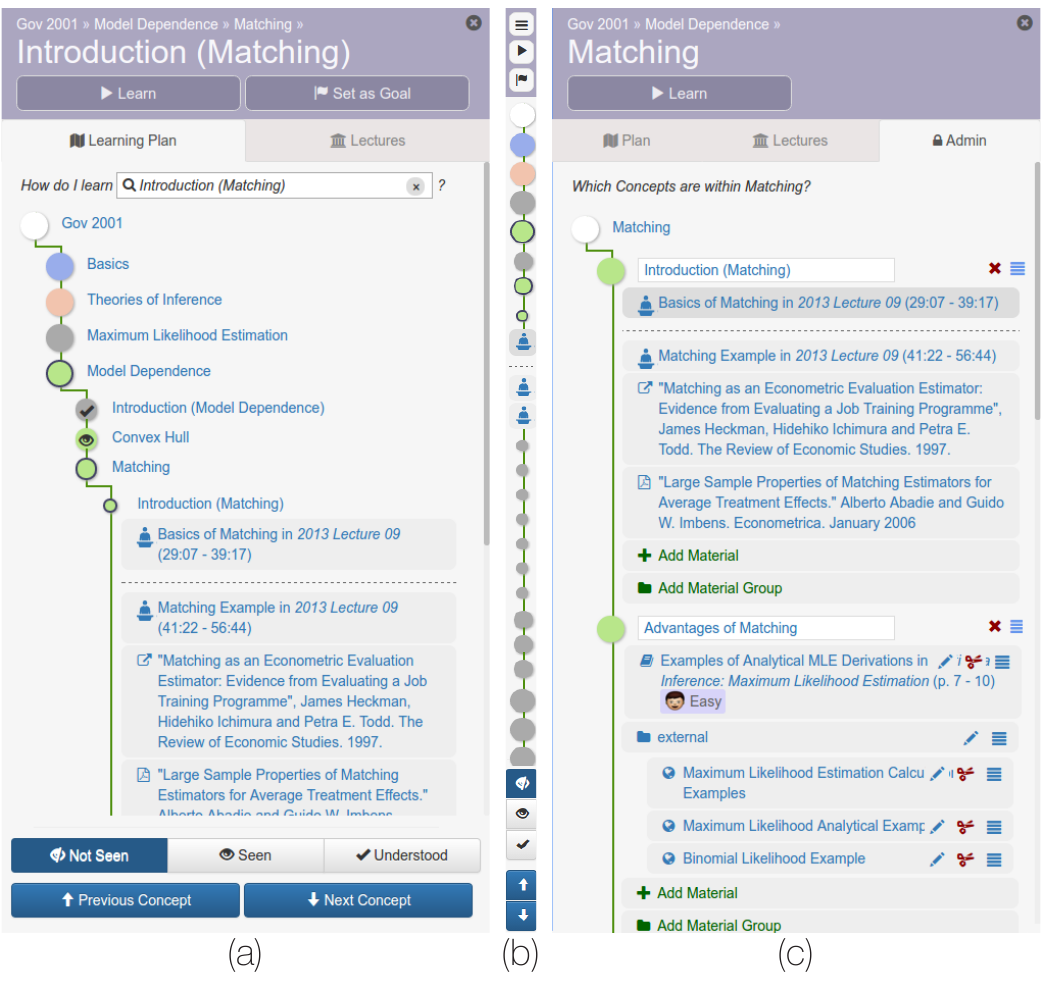 Gov 2001 » Model Dependence » Matching »
Introduction (Matching)
Learn
Set as Goal
Learning Plan
Lectures
How do I learn Introduction (Matching) ?
Gov 2001
Basics
Theories of Inference
Maximum Likelihood Estimation
Model Dependence
Introduction (Model Dependence)
Convex Hull
Matching
Introduction (Matching)
Basics of Matching in 2013 Lecture 09
(29:07 - 39:17)
Matching Example in 2013 Lecture 09
(41:22 - 56:44)
"Matching as an Econometric Evaluation
Estimator: Evidence from Evaluating a Job
Training Programme", James Heckman,
Hidehiko Ichimura and Petra E. Todd. The
Review of Economic Studies. 1997.
"Large Sample Properties of Matching
Estimators for Average Treatment Effects."
Alberto Abadie and Guido W. Imbens.
Not Seen
Seen
Understood
Previous Concept
Next Concept
(a)
(b)
Gov 2001 » Model Dependence »
Matching
Learn
Plan
Lectures
Admin
Which Concepts are within Matching?
Matching
Introduction (Matching)
Basics of Matching in 2013 Lecture 09 (29:07 - 39:17)
Matching Example in 2013 Lecture 09 (41:22 - 56:44)
"Matching as an Econometric Evaluation Estimator:
Evidence from Evaluating a Job Training Programme",
James Heckman, Hidehiko Ichimura and Petra E.
Todd. The Review of Economic Studies. 1997.
"Large Sample Properties of Matching Estimators for
Average Treatment Effects." Alberto Abadie and Guido
W. Imbens. Econometrica. January 2006
Add Material
Add Material Group
Advantages of Matching
Examples of Analytical MLE Derivations in
Inference: Maximum Likelihood Estimation (p. 7 - 10)
Easy
external
Maximum Likelihood Estimation Calcu
Examples
Maximum Likelihood Analytical Examp
Binomial Likelihood Example
Add Material
Add Material Group
(c)